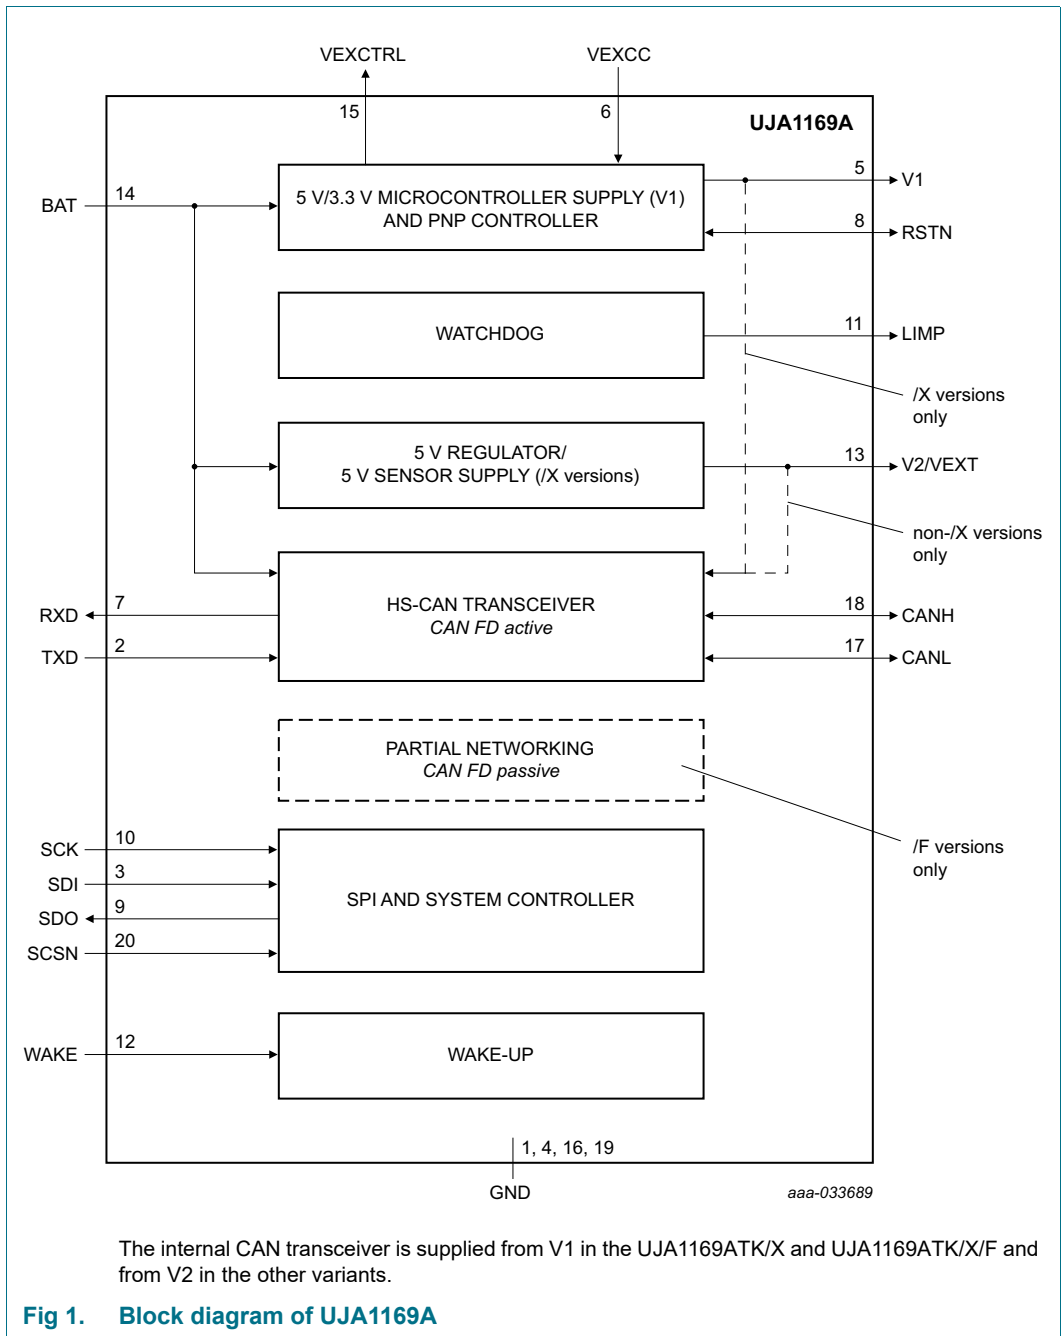 VEXCTRL
VEXCC
15
6
UJA1169A
5 V/3.3 V MICROCONTROLLER SUPPLY (V1)
AND PNP CONTROLLER
BAT
14
5
V1
8
RSTN
WATCHDOG
11
LIMP
/X versions
only
5 V REGULATOR/
5 V SENSOR SUPPLY (/X versions)
13
V2/VEXT
non-/X versions
only
HS-CAN TRANSCEIVER
CAN FD active
RXD
7
TXD
2
18
CANH
17
CANL
PARTIAL NETWORKING
CAN FD passive
/F versions
only
SCK
10
SDI
3
SDO
9
SCSN
20
SPI AND SYSTEM CONTROLLER
WAKE
12
WAKE-UP
1, 4, 16, 19
GND
aaa-033689
The internal CAN transceiver is supplied from V1 in the UJA1169ATK/X and UJA1169ATK/X/F and
from V2 in the other variants.
Fig 1. Block diagram of UJA1169A